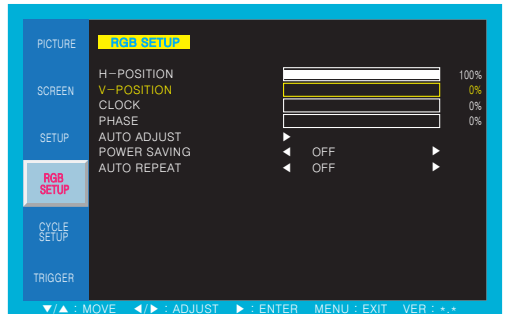 PICTURE
SCREEN
SETUP
RGB
SETUP
CYCLE
SETUP
TRIGGER
RGB SETUP
H-POSITION 100%
V-POSITION 0%
CLOCK 0%
PHASE 0%
AUTO ADJUST ▶
POWER SAVING ◀ OFF ▶
AUTO REPEAT ◀ OFF ▶
▼/▲ : MOVE ◀/▶ : ADJUST ▶ : ENTER MENU : EXIT VER : *.*